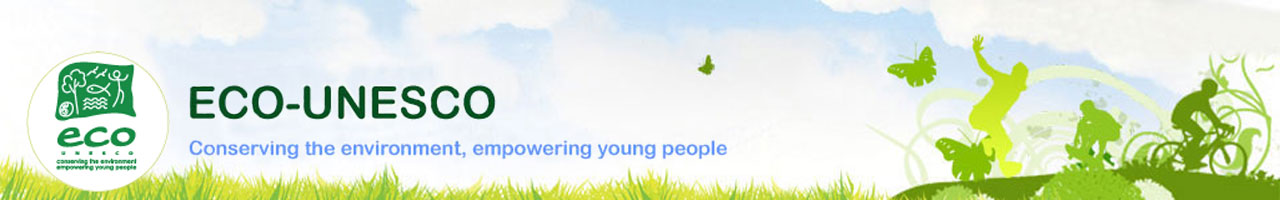 eco
UNESCO
conserving the environment
empowering young people
ECO-UNESCO
Conserving the environment, empowering young people